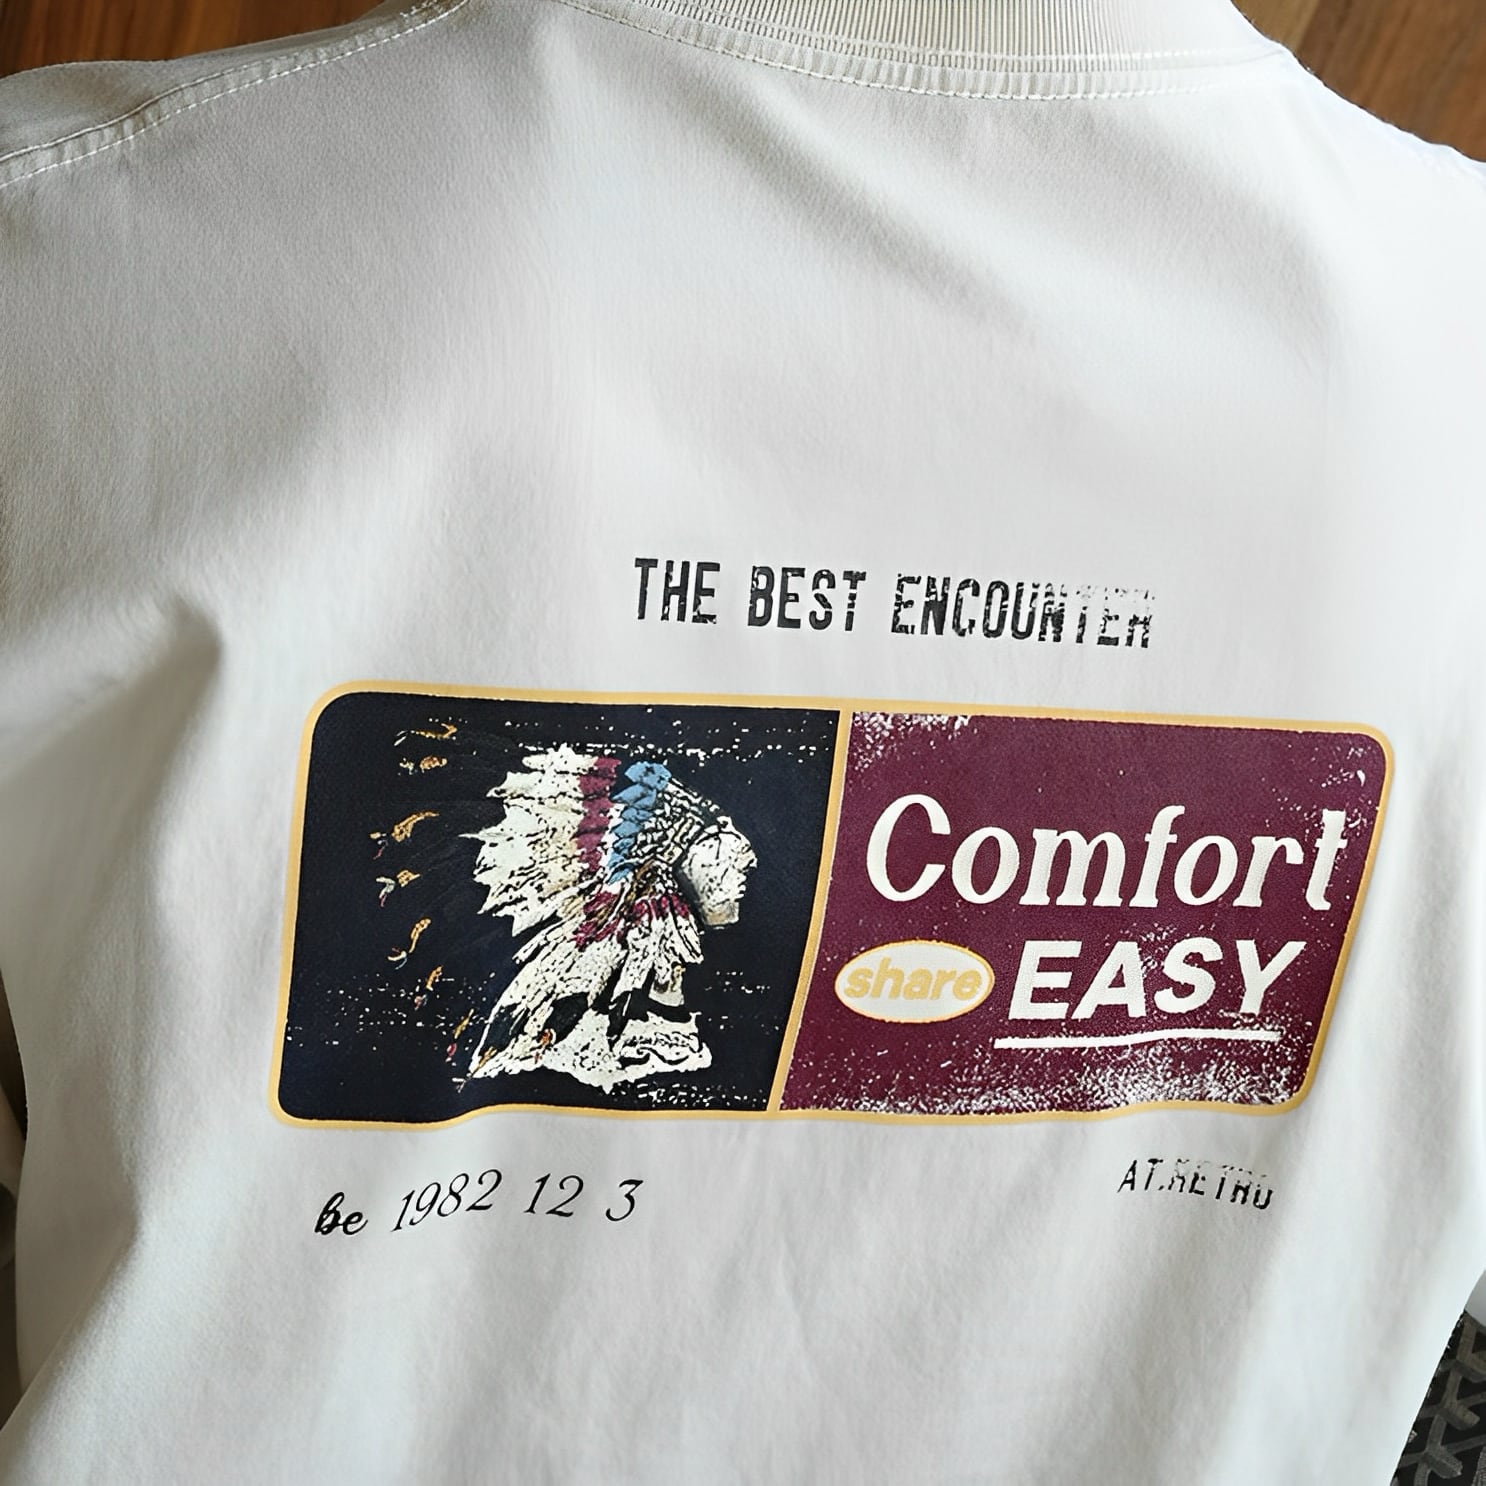 THE BEST ENCOUNTER
Comfort
share EASY
be 1982 12 3
AT.RETRO